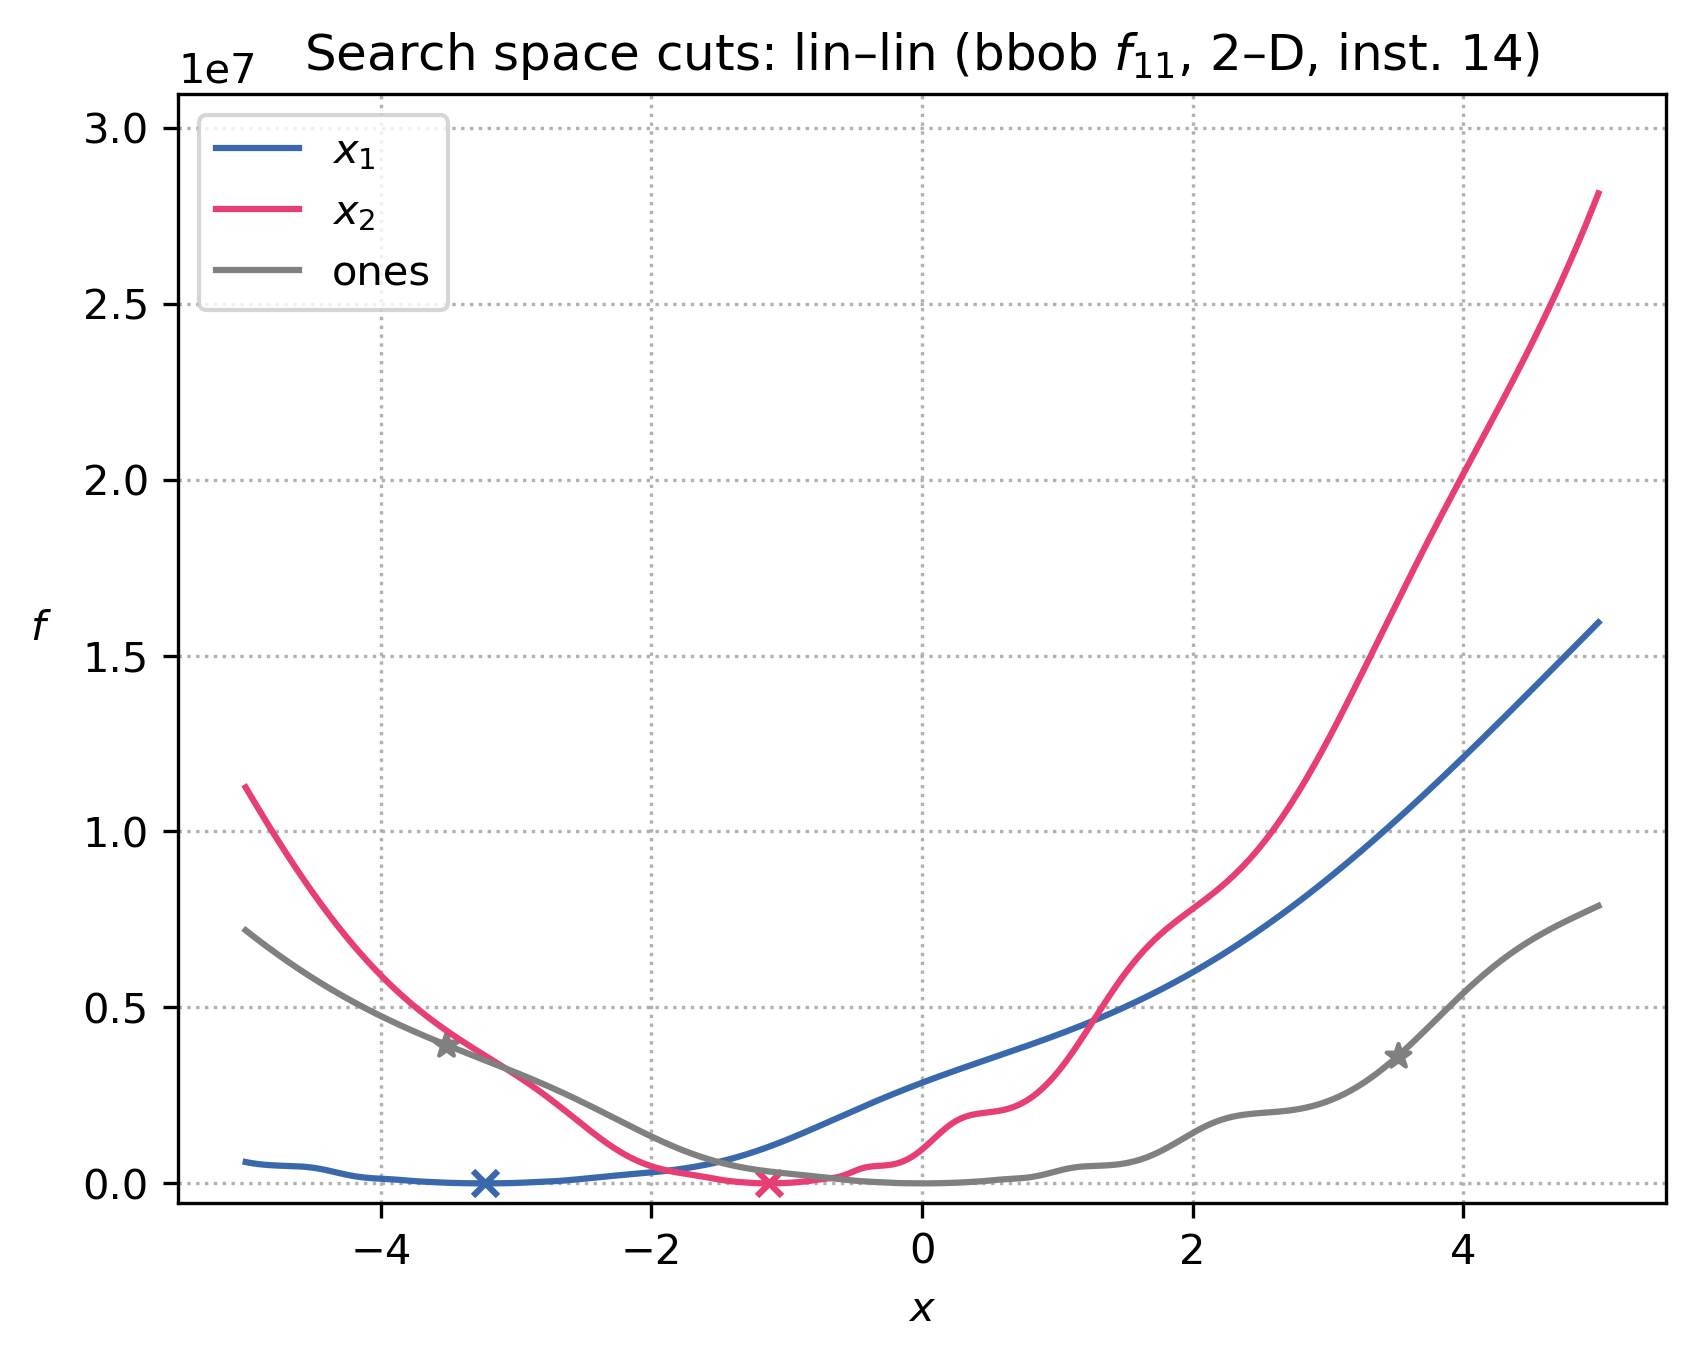 Search space cuts: lin–lin (bbob f₁₁, 2–D, inst. 14)
1e7
x₁
x₂
ones
3.0
2.5
2.0
1.5
1.0
0.5
0.0
f
−4 −2 0 2 4
x